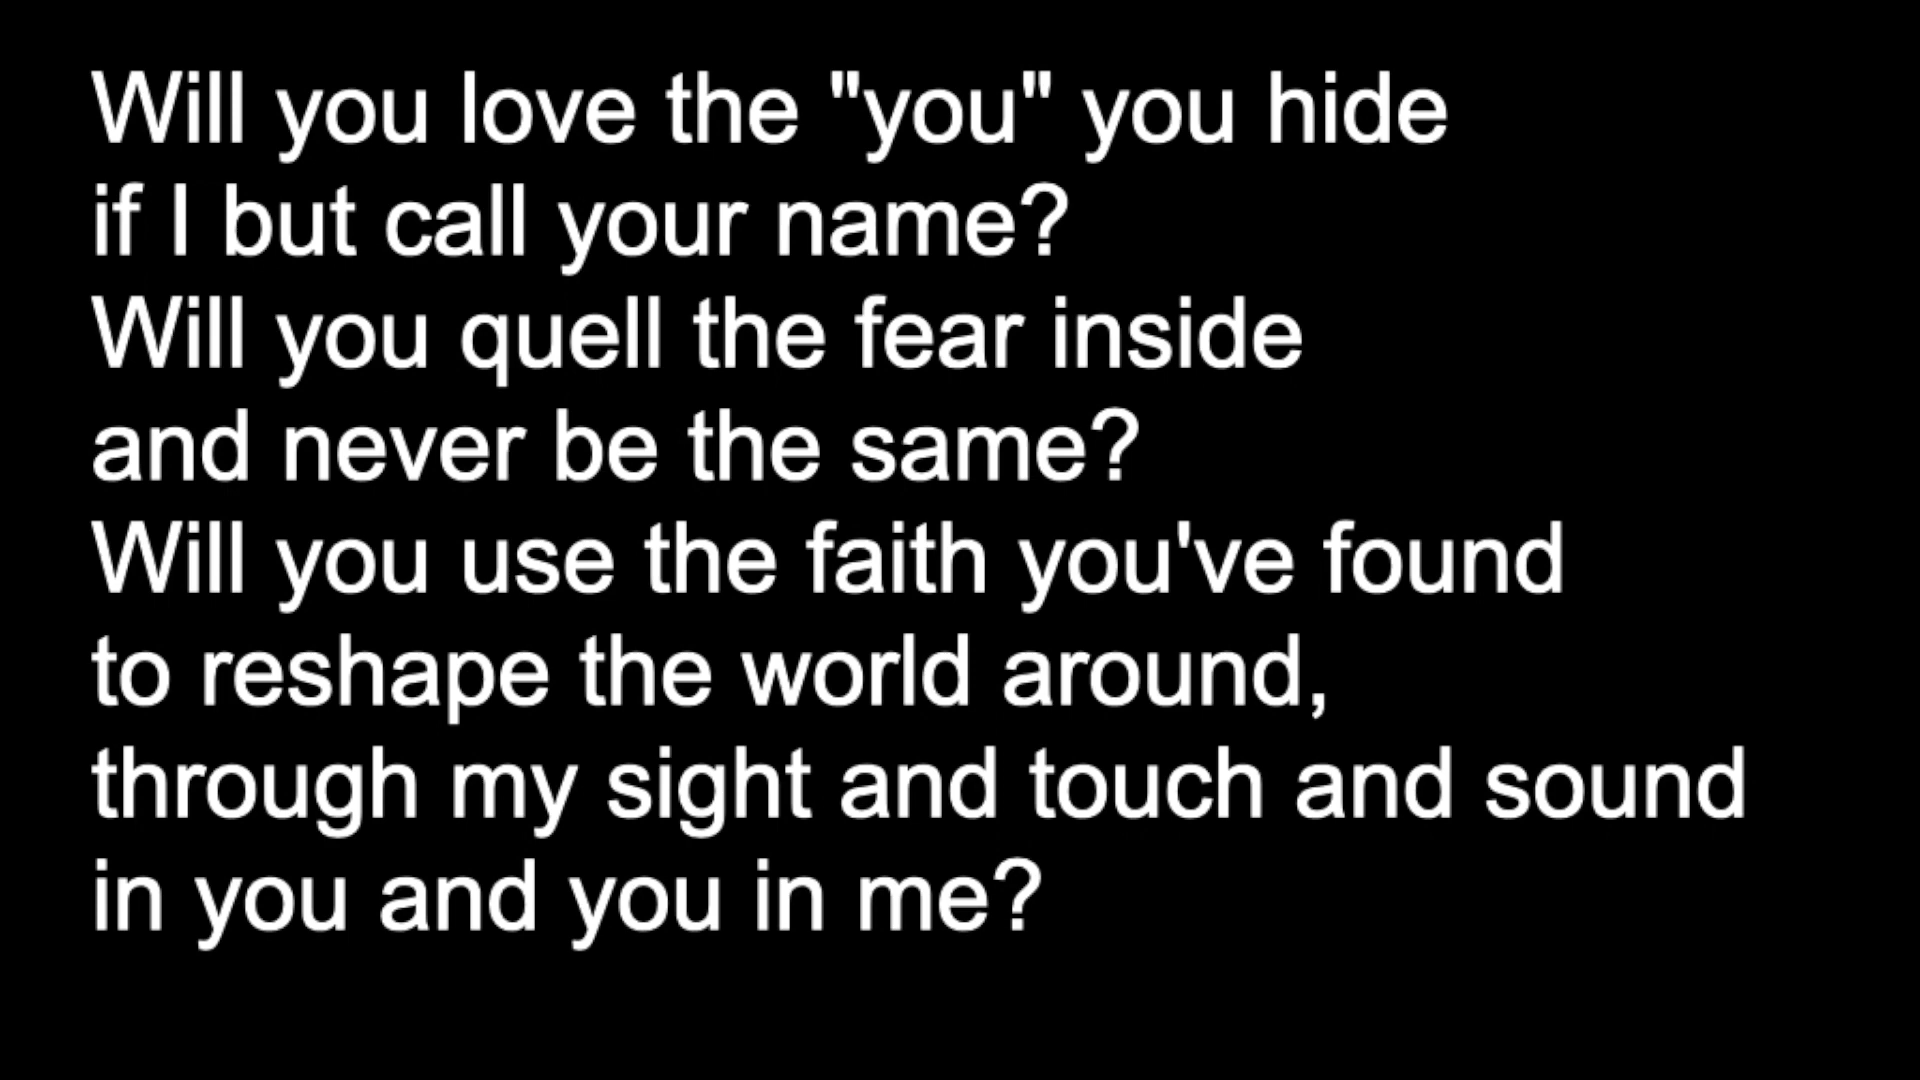 Will you love the "you" you hide
if I but call your name?
Will you quell the fear inside
and never be the same?
Will you use the faith you've found
to reshape the world around,
through my sight and touch and sound
in you and you in me?